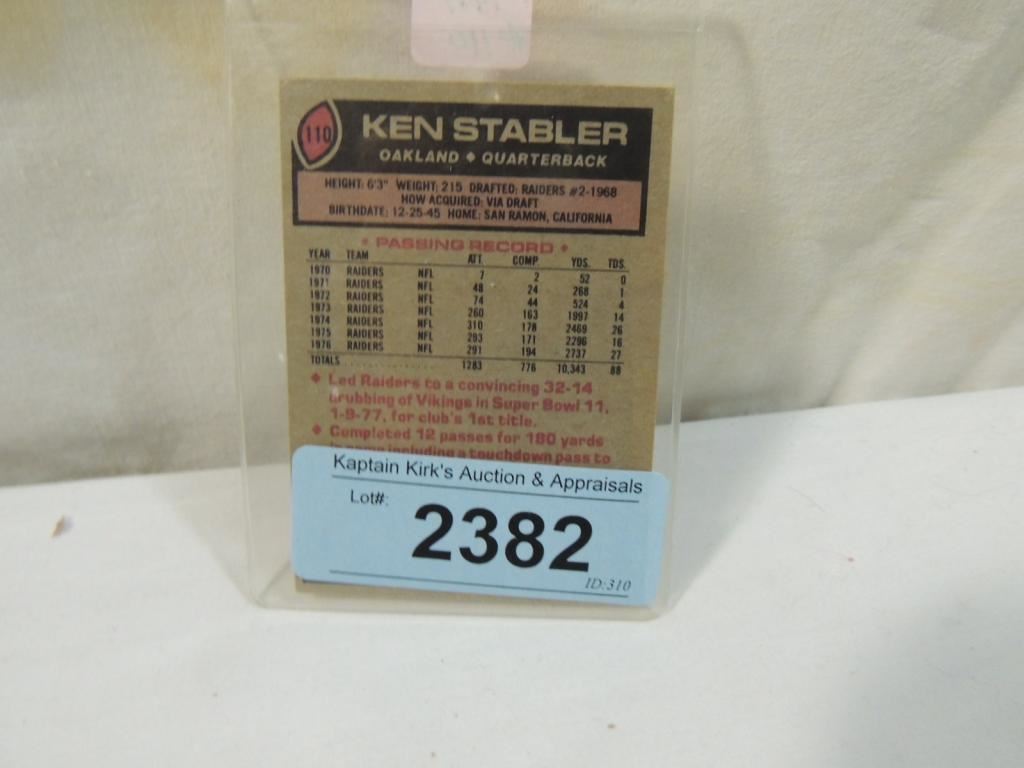 110
KEN STABLER
OAKLAND ♦ QUARTERBACK
HEIGHT: 6'3" WEIGHT: 215 DRAFTED: RAIDERS #2-1968
HOW ACQUIRED: VIA DRAFT
BIRTHDATE: 12-25-45 HOME: SAN RAMON, CALIFORNIA
PASSING RECORD
YEAR TEAM ATT. COMP. YDS. TDS.
1970 RAIDERS NFL 7 2 52 0
1971 RAIDERS NFL 48 24 268 1
1972 RAIDERS NFL 74 44 524 4
1973 RAIDERS NFL 260 163 1997 14
1974 RAIDERS NFL 310 178 2469 26
1975 RAIDERS NFL 293 171 2296 16
1976 RAIDERS NFL 291 194 2737 27
TOTALS 1283 776 10,343 88
♦ Led Raiders to a convincing 32-14
drubbing of Vikings in Super Bowl 11,
1-9-77, for club's 1st title.
♦ Completed 12 passes for 180 yards
in game including a touchdown pass to
Kaptain Kirk's Auction & Appraisals
Lot#:
2382
ID:310